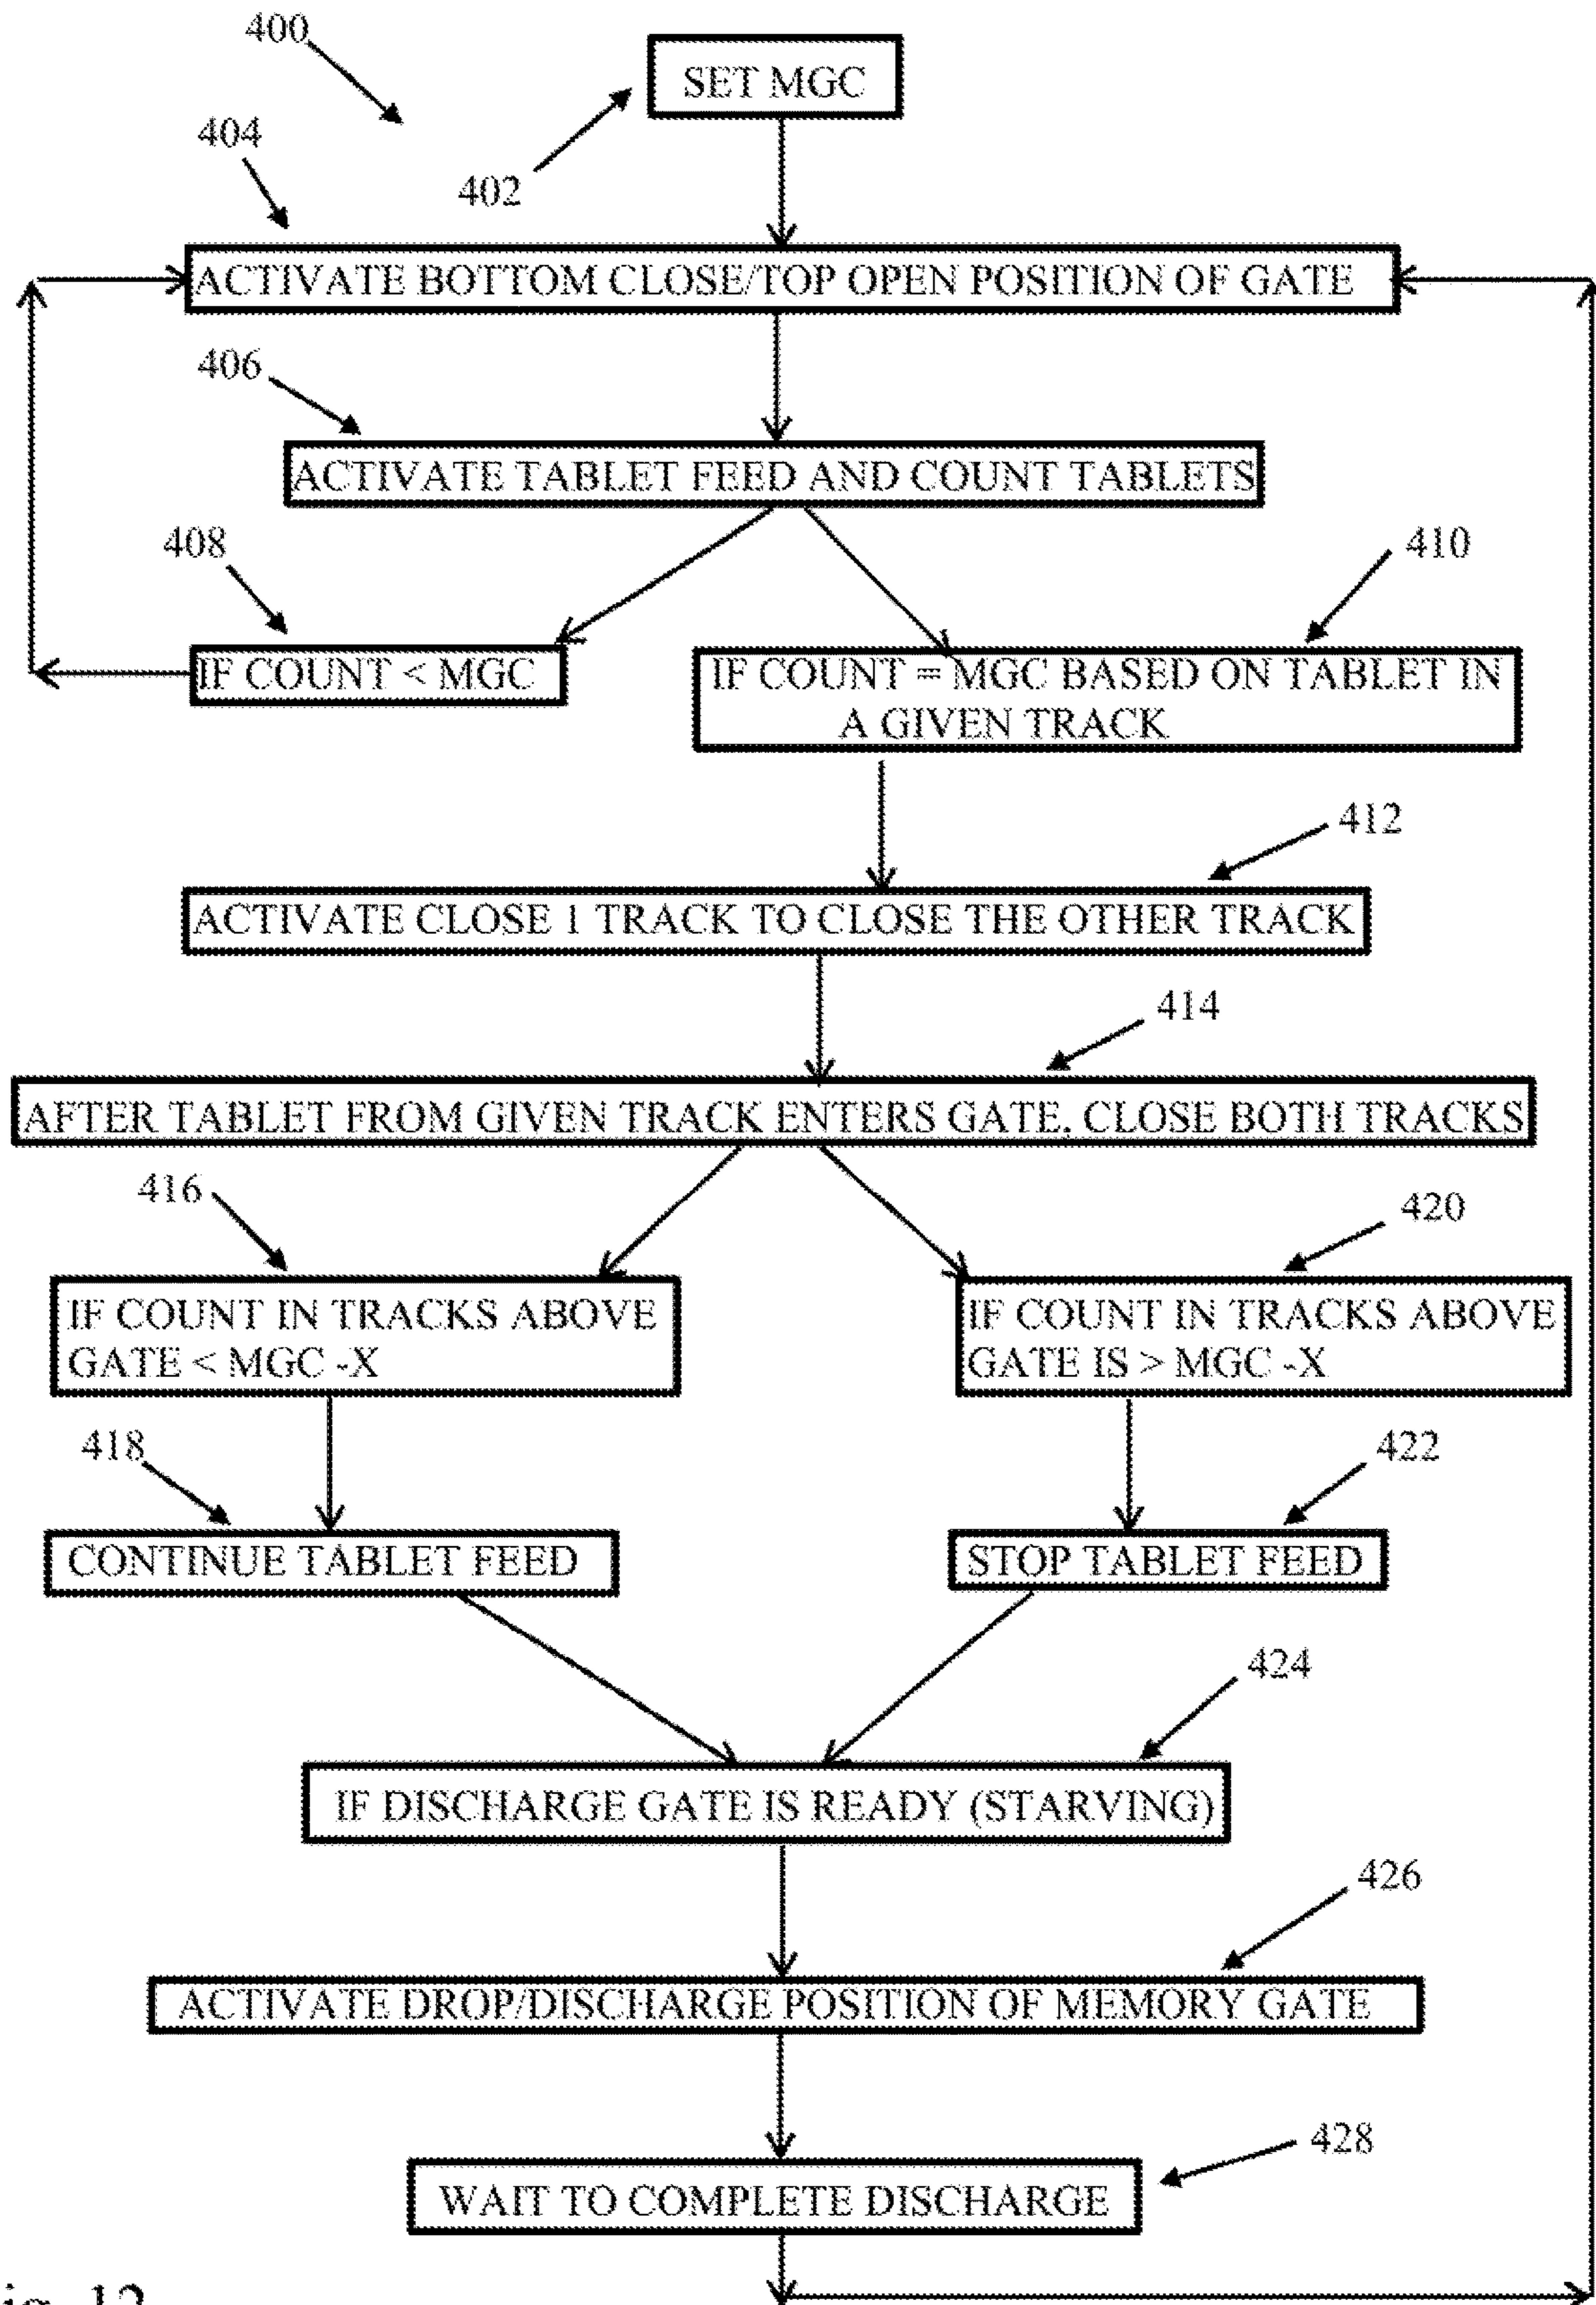 400
SET MGC
404
402
ACTIVATE BOTTOM CLOSE/TOP OPEN POSITION OF GATE
406
ACTIVATE TABLET FEED AND COUNT TABLETS
408
410
IF COUNT < MGC
IF COUNT = MGC BASED ON TABLET IN
A GIVEN TRACK
412
ACTIVATE CLOSE 1 TRACK TO CLOSE THE OTHER TRACK
414
AFTER TABLET FROM GIVEN TRACK ENTERS GATE, CLOSE BOTH TRACKS
416
420
IF COUNT IN TRACKS ABOVE
GATE < MGC -X
IF COUNT IN TRACKS ABOVE
GATE IS > MGC -X
418
422
CONTINUE TABLET FEED
STOP TABLET FEED
424
IF DISCHARGE GATE IS READY (STARVING)
426
ACTIVATE DROP/DISCHARGE POSITION OF MEMORY GATE
428
WAIT TO COMPLETE DISCHARGE